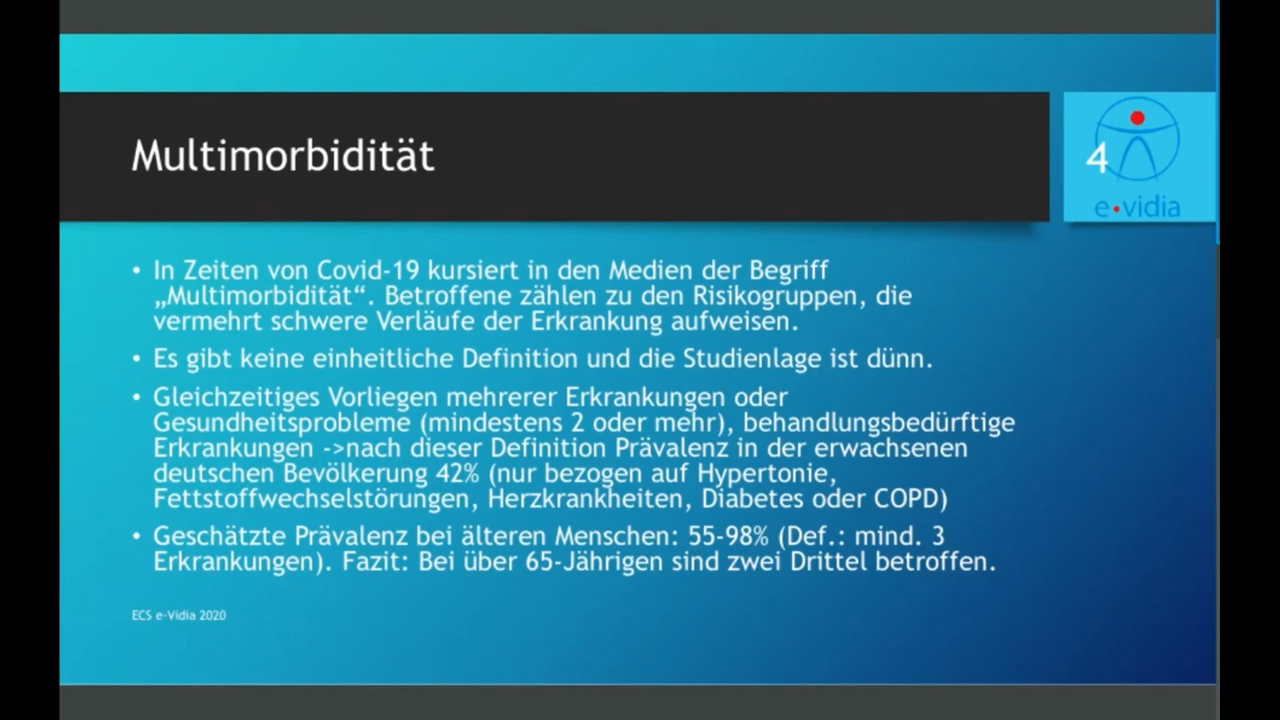 Multimorbidität
4
e•vidia
• In Zeiten von Covid-19 kursiert in den Medien der Begriff
„Multimorbidität“. Betroffene zählen zu den Risikogruppen, die
vermehrt schwere Verläufe der Erkrankung aufweisen.
• Es gibt keine einheitliche Definition und die Studienlage ist dünn.
• Gleichzeitiges Vorliegen mehrerer Erkrankungen oder
Gesundheitsprobleme (mindestens 2 oder mehr), behandlungsbedürftige
Erkrankungen ->nach dieser Definition Prävalenz in der erwachsenen
deutschen Bevölkerung 42% (nur bezogen auf Hypertonie,
Fettstoffwechselstörungen, Herzkrankheiten, Diabetes oder COPD)
• Geschätzte Prävalenz bei älteren Menschen: 55-98% (Def.: mind. 3
Erkrankungen). Fazit: Bei über 65-Jährigen sind zwei Drittel betroffen.
ECS e-Vidia 2020